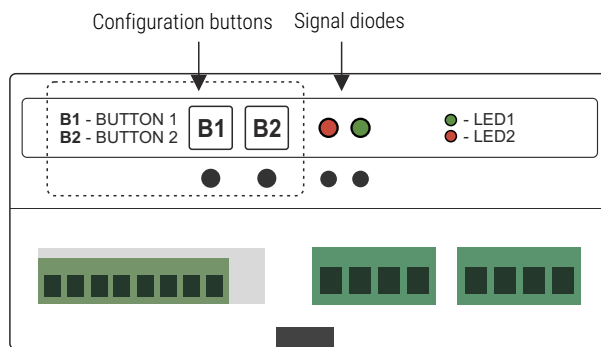 Configuration buttons
Signal diodes
B1 - BUTTON 1
B2 - BUTTON 2
B1
B2
- LED1
- LED2